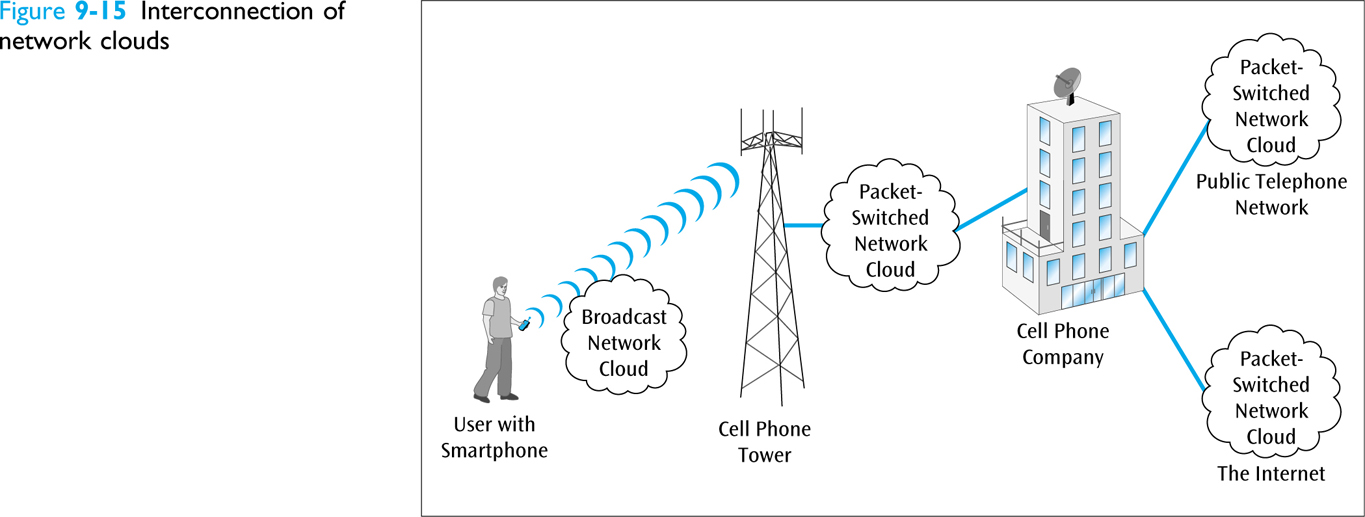 Figure 9-15 Interconnection of
network clouds
Packet-
Switched
Network
Cloud
Public Telephone
Network
Packet-
Switched
Network
Cloud
Broadcast
Network
Cloud
User with
Smartphone
Cell Phone
Tower
Cell Phone
Company
Packet-
Switched
Network
Cloud
The Internet